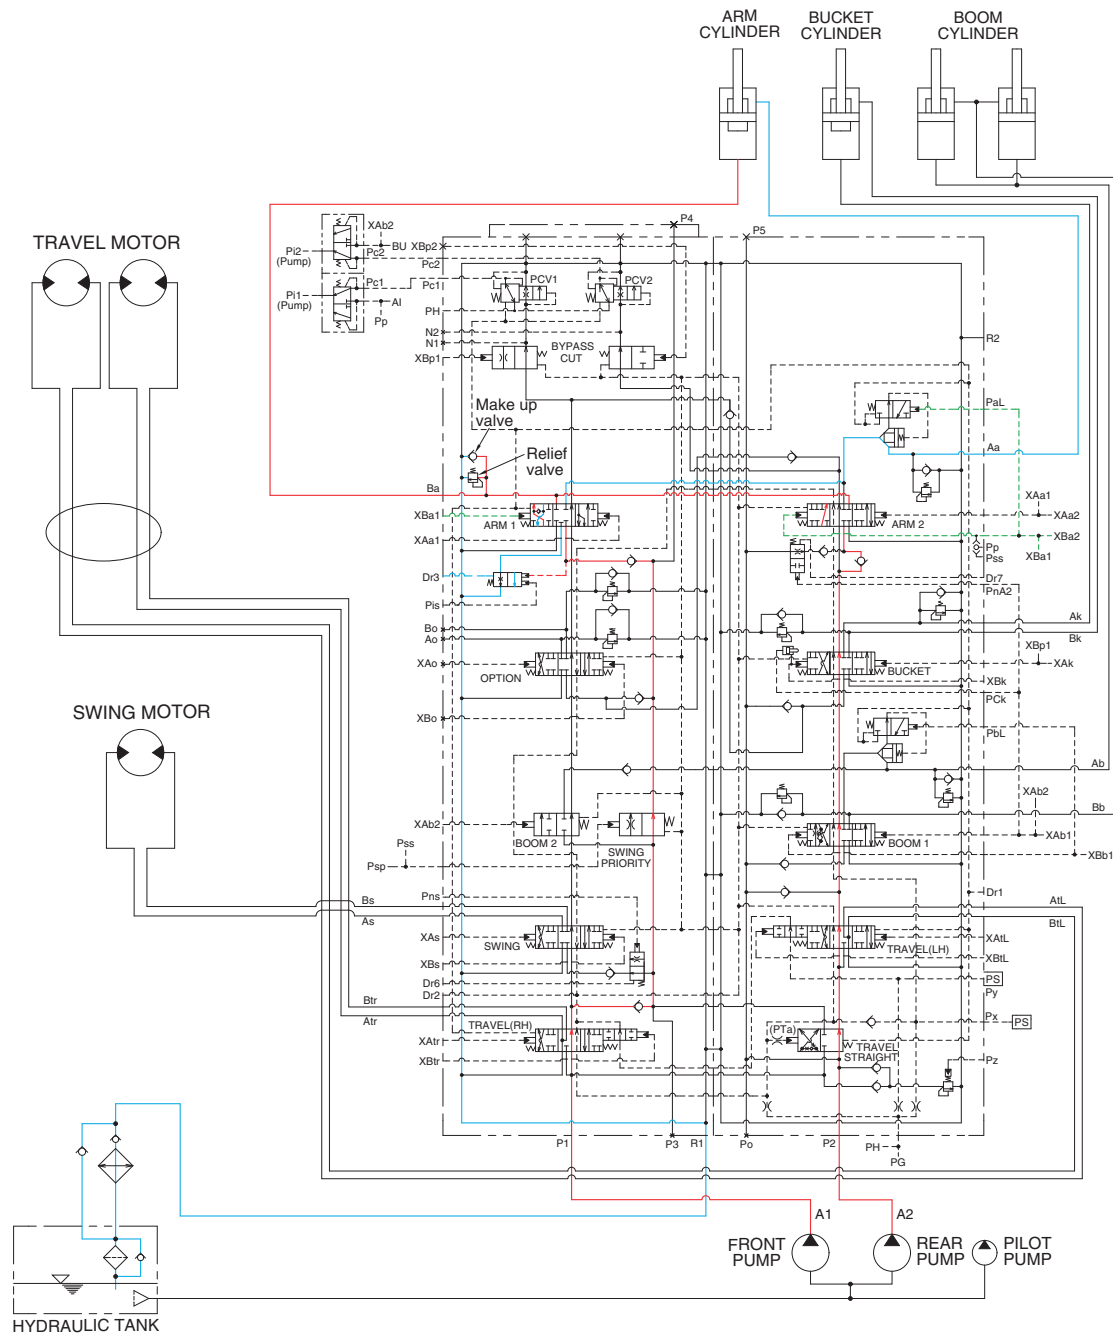 ARM
CYLINDER
BUCKET
CYLINDER
BOOM
CYLINDER
TRAVEL MOTOR
XAb2
BU
Pi2
(Pump)
Pc2
Pc1
Pi1
(Pump)
AI
Pp
XBp2
P4
P5
Pc2
Pc1
PCV1
PCV2
PH
N2
N1
BYPASS
CUT
XBp1
R2
Make up
valve
Relief
valve
PaL
Aa
Ba
XBa1
ARM 1
XAa1
ARM 2
XAa1
XAa2
XBa2
Pp
Pss
XBa1
Dr3
Pis
Dr7
PnA2
Bo
Ao
Ak
Bk
XAo
OPTION
XBp1
BUCKET
XAk
XBk
XBo
PCk
PbL
SWING MOTOR
Ab
XAb2
Bb
XAb2
BOOM 2
SWING
PRIORITY
BOOM 1
XAb1
XBb1
Pss
Psp
Pns
Dr1
Bs
As
AtL
BtL
XAs
SWING
TRAVEL(LH)
XAtL
XBs
XBtL
Dr6
Dr2
PS
Py
Btr
Atr
TRAVEL(RH)
(PTa)
Px
PS
XAtr
TRAVEL
STRAIGHT
XBtr
Pz
P1
P3
R1
Po
P2
PH
PG
A1
A2
FRONT
PUMP
REAR
PUMP
PILOT
PUMP
HYDRAULIC TANK